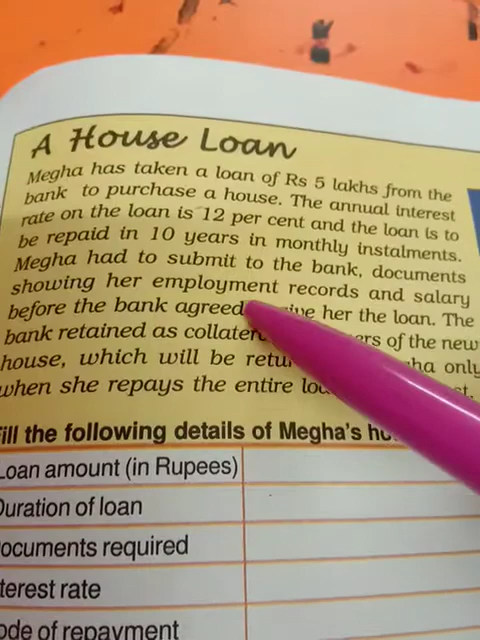 A House Loan
Megha has taken a loan of Rs 5 lakhs from the
bank to purchase a house. The annual interest
rate on the loan is 12 per cent and the loan is to
be repaid in 10 years in monthly instalments.
Megha had to submit to the bank, documents
showing her employment records and salary
before the bank agreed her the loan. The
bank retained as of the new
house, which will be only
when she repays the entire
the following details of Megha's
Loan amount (in Rupees)
Duration of loan
ocuments required
terest rate
ode of repayment